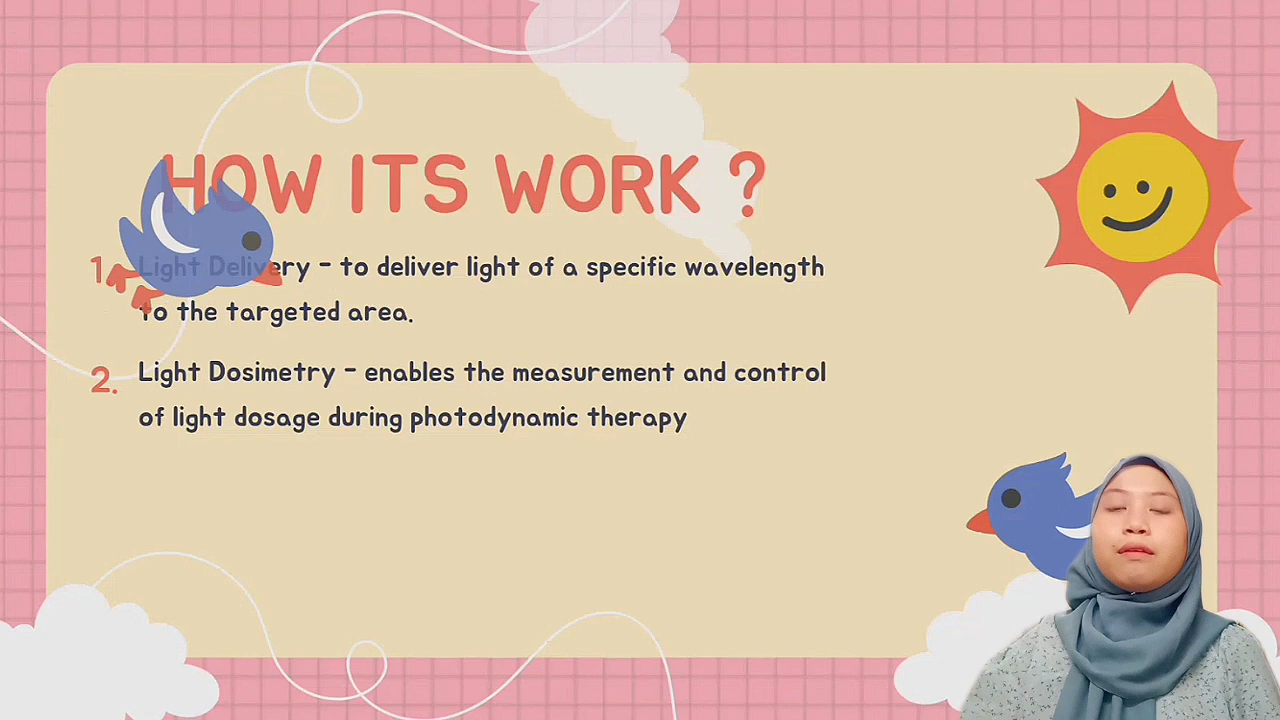 HOW ITS WORK ?
1. Light Delivery - to deliver light of a specific wavelength
to the targeted area.
2. Light Dosimetry - enables the measurement and control
of light dosage during photodynamic therapy